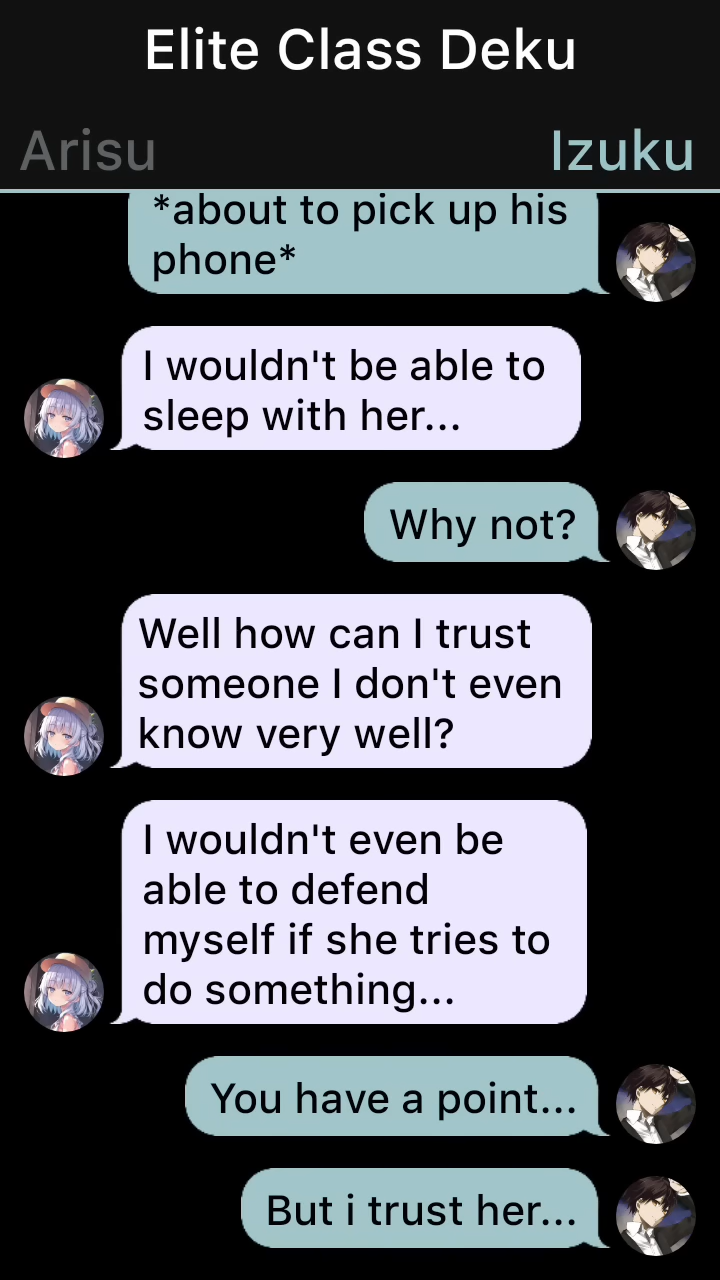 Elite Class Deku
Arisu
Izuku
*about to pick up his
phone*
I wouldn't be able to
sleep with her...
Why not?
Well how can I trust
someone I don't even
know very well?
I wouldn't even be
able to defend
myself if she tries to
do something...
You have a point...
But i trust her...